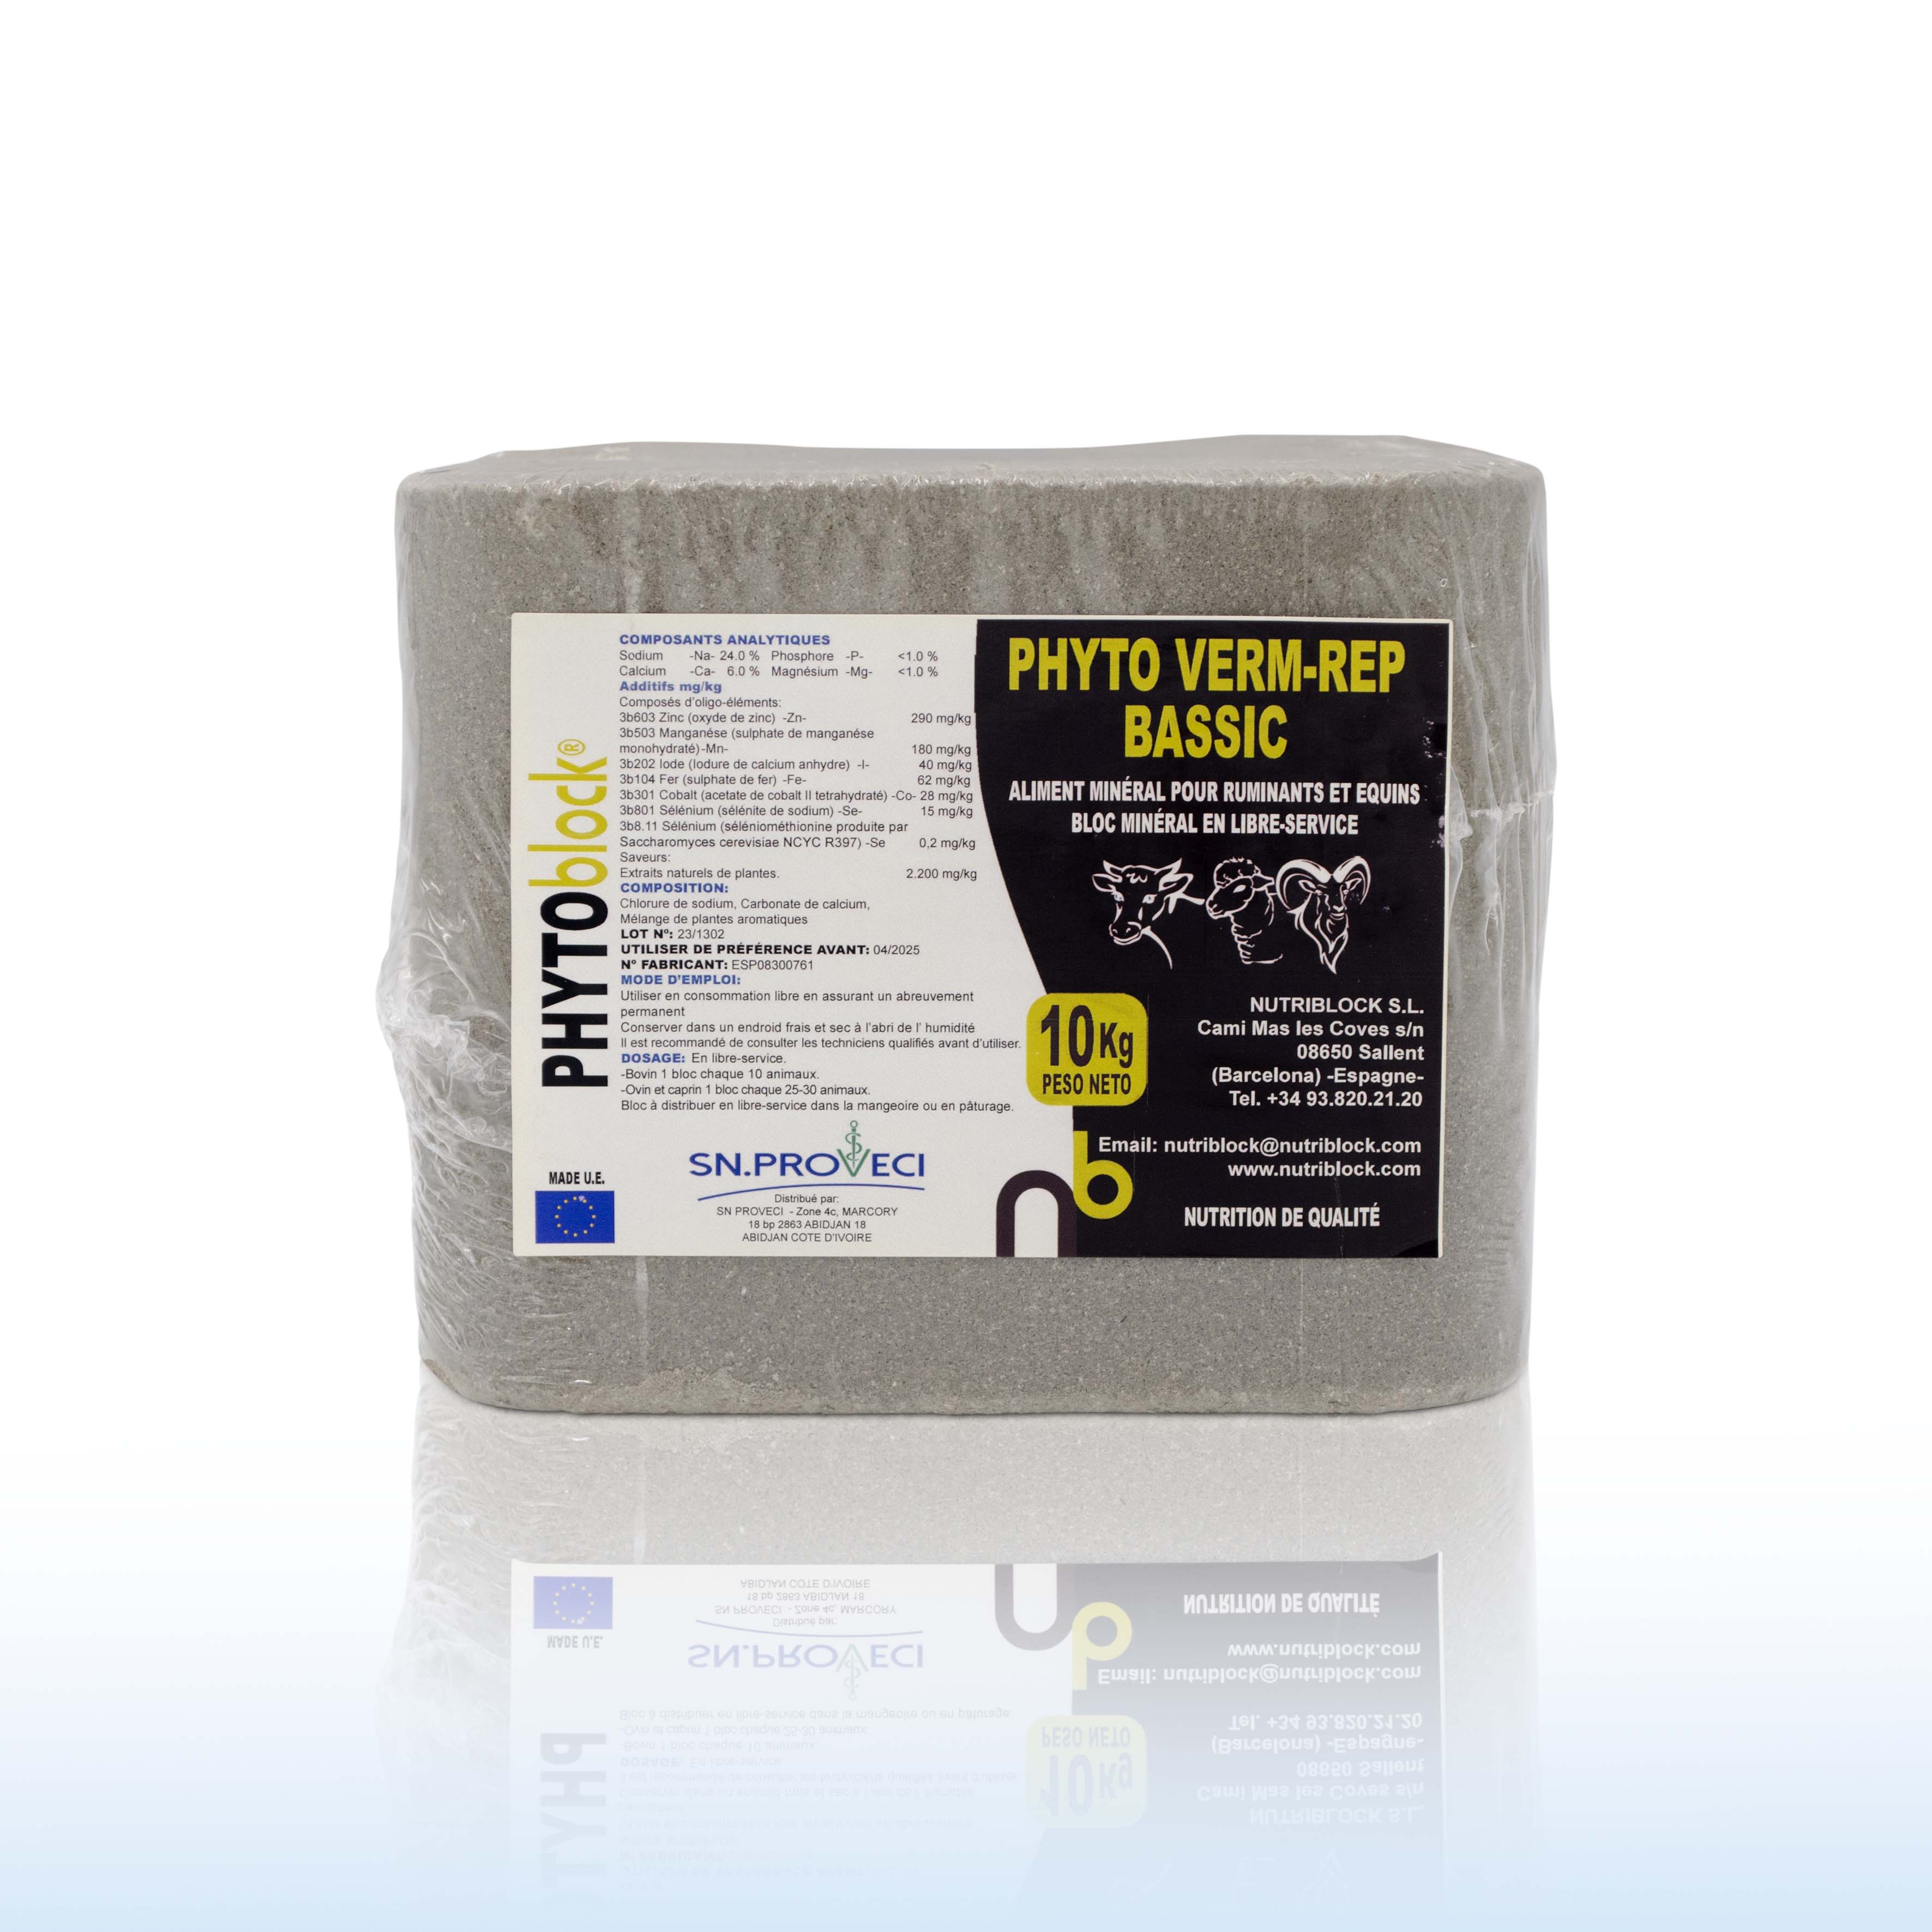 PHYTOblock®
COMPOSANTS ANALYTIQUES
Sodium -Na- 24.0 % Phosphore -P- <1.0 %
Calcium -Ca- 6.0 % Magnésium -Mg- <1.0 %
Additifs mg/kg
Composés d'oligo-éléments:
3b603 Zinc (oxyde de zinc) -Zn- 290 mg/kg
3b503 Manganése (sulphate de manganése
monohydraté)-Mn- 180 mg/kg
3b202 Iode (Iodure de calcium anhydre) -I- 40 mg/kg
3b104 Fer (sulphate de fer) -Fe- 62 mg/kg
3b301 Cobalt (acetate de cobalt II tetrahydraté) -Co- 28 mg/kg
3b801 Sélénium (sélénite de sodium) -Se- 15 mg/kg
3b8.11 Sélénium (séléniométhionine produite par
Saccharomyces cerevisiae NCYC R397) -Se 0,2 mg/kg
Saveurs:
Extraits naturels de plantes. 2.200 mg/kg
COMPOSITION:
Chlorure de sodium, Carbonate de calcium,
Mélange de plantes aromatiques
LOT Nº: 23/1302
UTILISER DE PRÉFÉRENCE AVANT: 04/2025
Nº FABRICANT: ESP08300761
MODE D'EMPLOI:
Utiliser en consommation libre en assurant un abreuvement
permanent
Conserver dans un endroid frais et sec à l'abri de l' humidité
Il est recommandé de consulter les techniciens qualifiés avant d'utiliser.
DOSAGE: En libre-service.
-Bovin 1 bloc chaque 10 animaux.
-Ovin et caprin 1 bloc chaque 25-30 animaux.
Bloc à distribuer en libre-service dans la mangeoire ou en pâturage.
MADE U.E.
SN.PROVECI
Distribué par:
SN PROVECI - Zone 4c, MARCORY
18 bp 2863 ABIDJAN 18
ABIDJAN COTE D'IVOIRE
PHYTO VERM-REP
BASSIC
ALIMENT MINÉRAL POUR RUMINANTS ET EQUINS
BLOC MINÉRAL EN LIBRE-SERVICE
10 Kg
PESO NETO
NUTRIBLOCK S.L.
Cami Mas les Coves s/n
08650 Sallent
(Barcelona) -Espagne-
Tel. +34 93.820.21.20
nb
Email: nutriblock@nutriblock.com
www.nutriblock.com
NUTRITION DE QUALITÉ